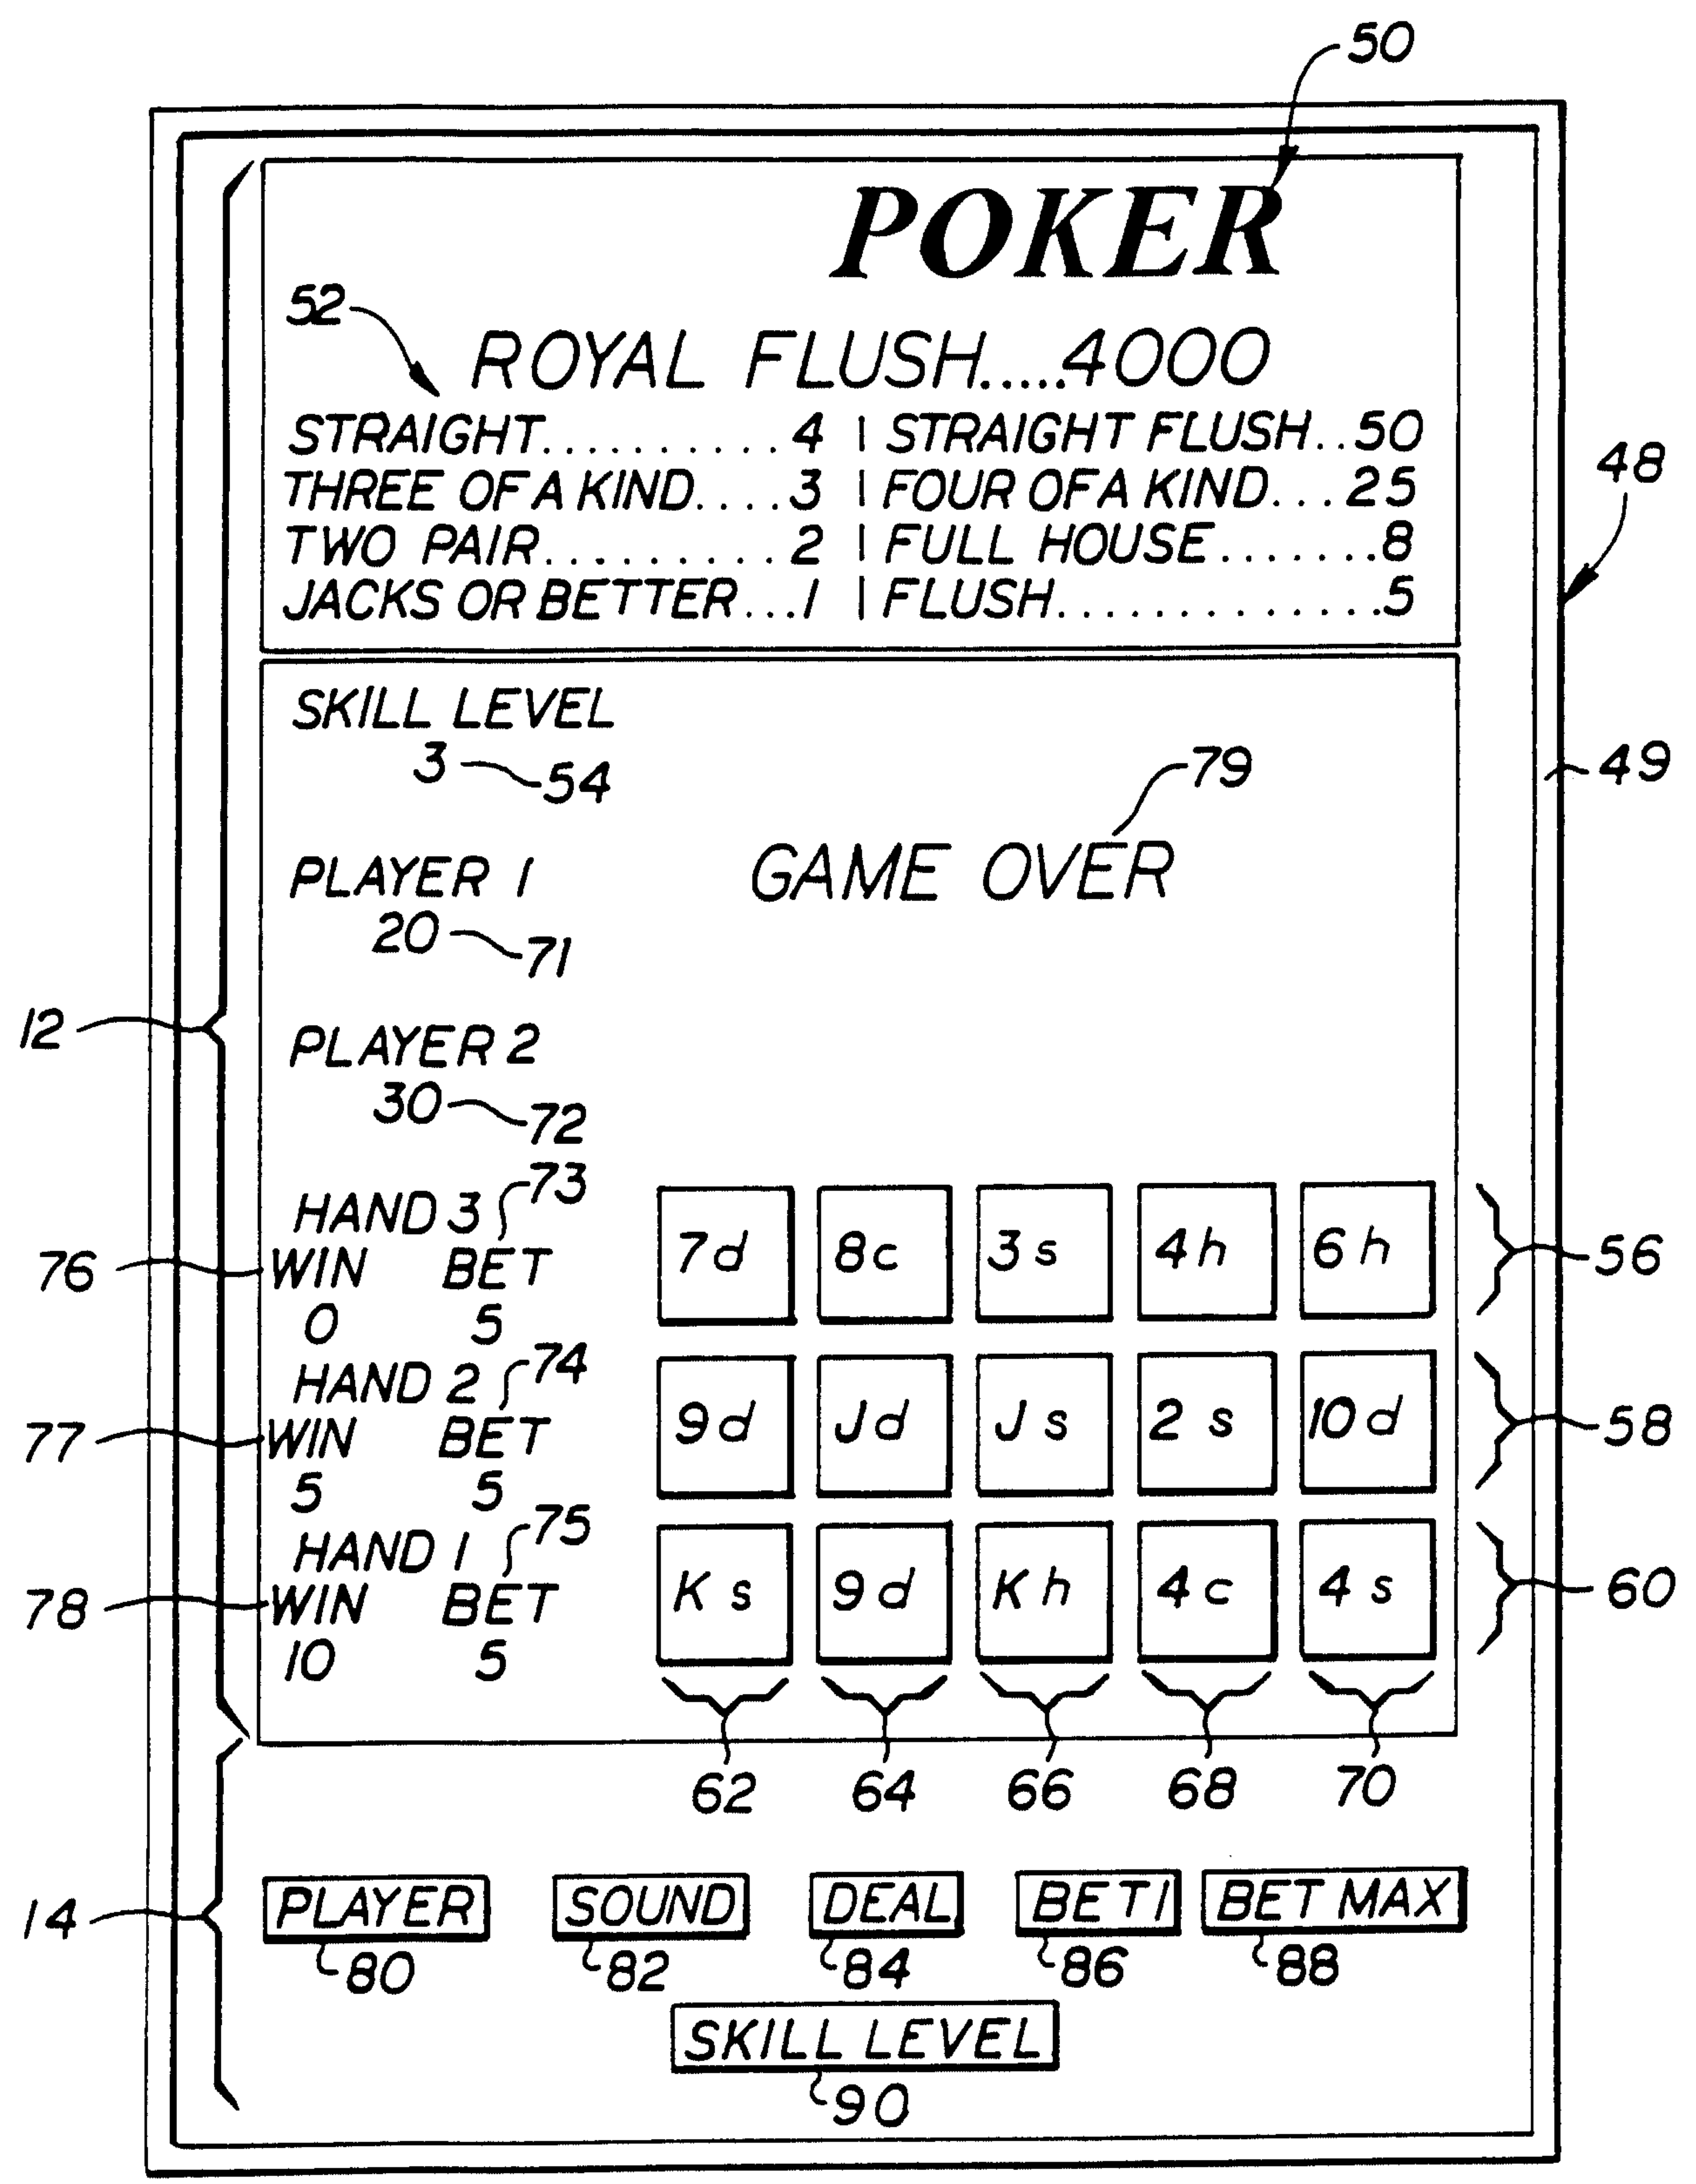 50
POKER
52
ROYAL FLUSH.....4000
STRAIGHT..........4 | STRAIGHT FLUSH..50
THREE OF A KIND....3 | FOUR OF A KIND...25
TWO PAIR.........2 | FULL HOUSE.......8
JACKS OR BETTER...1 | FLUSH.............5
48
SKILL LEVEL
3 54
79
49
PLAYER 1
GAME OVER
20 71
12
PLAYER 2
30 72
HAND 3 73
76 WIN BET
0 5
7d 8c 3s 4h 6h 56
HAND 2 74
77 WIN BET
5 5
9d Jd Js 2s 10d 58
HAND 1 75
78 WIN BET
10 5
Ks 9d Kh 4c 4s 60
62 64 66 68 70
14
PLAYER SOUND DEAL BET 1 BET MAX
80 82 84 86 88
SKILL LEVEL
90